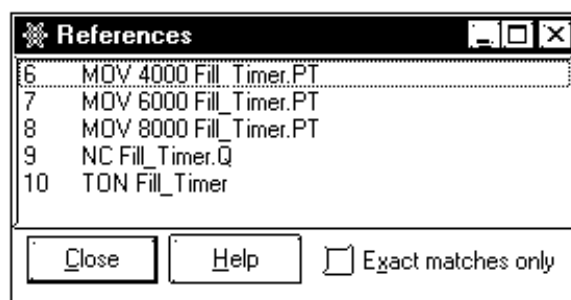 References
6 MOV 4000 Fill_Timer.PT
7 MOV 6000 Fill_Timer.PT
8 MOV 8000 Fill_Timer.PT
9 NC Fill_Timer.Q
10 TON Fill_Timer
Close Help Exact matches only